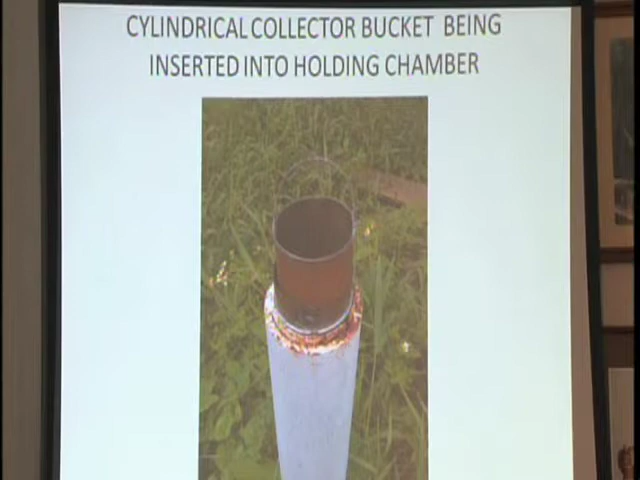 CYLINDRICAL COLLECTOR BUCKET BEING
INSERTED INTO HOLDING CHAMBER